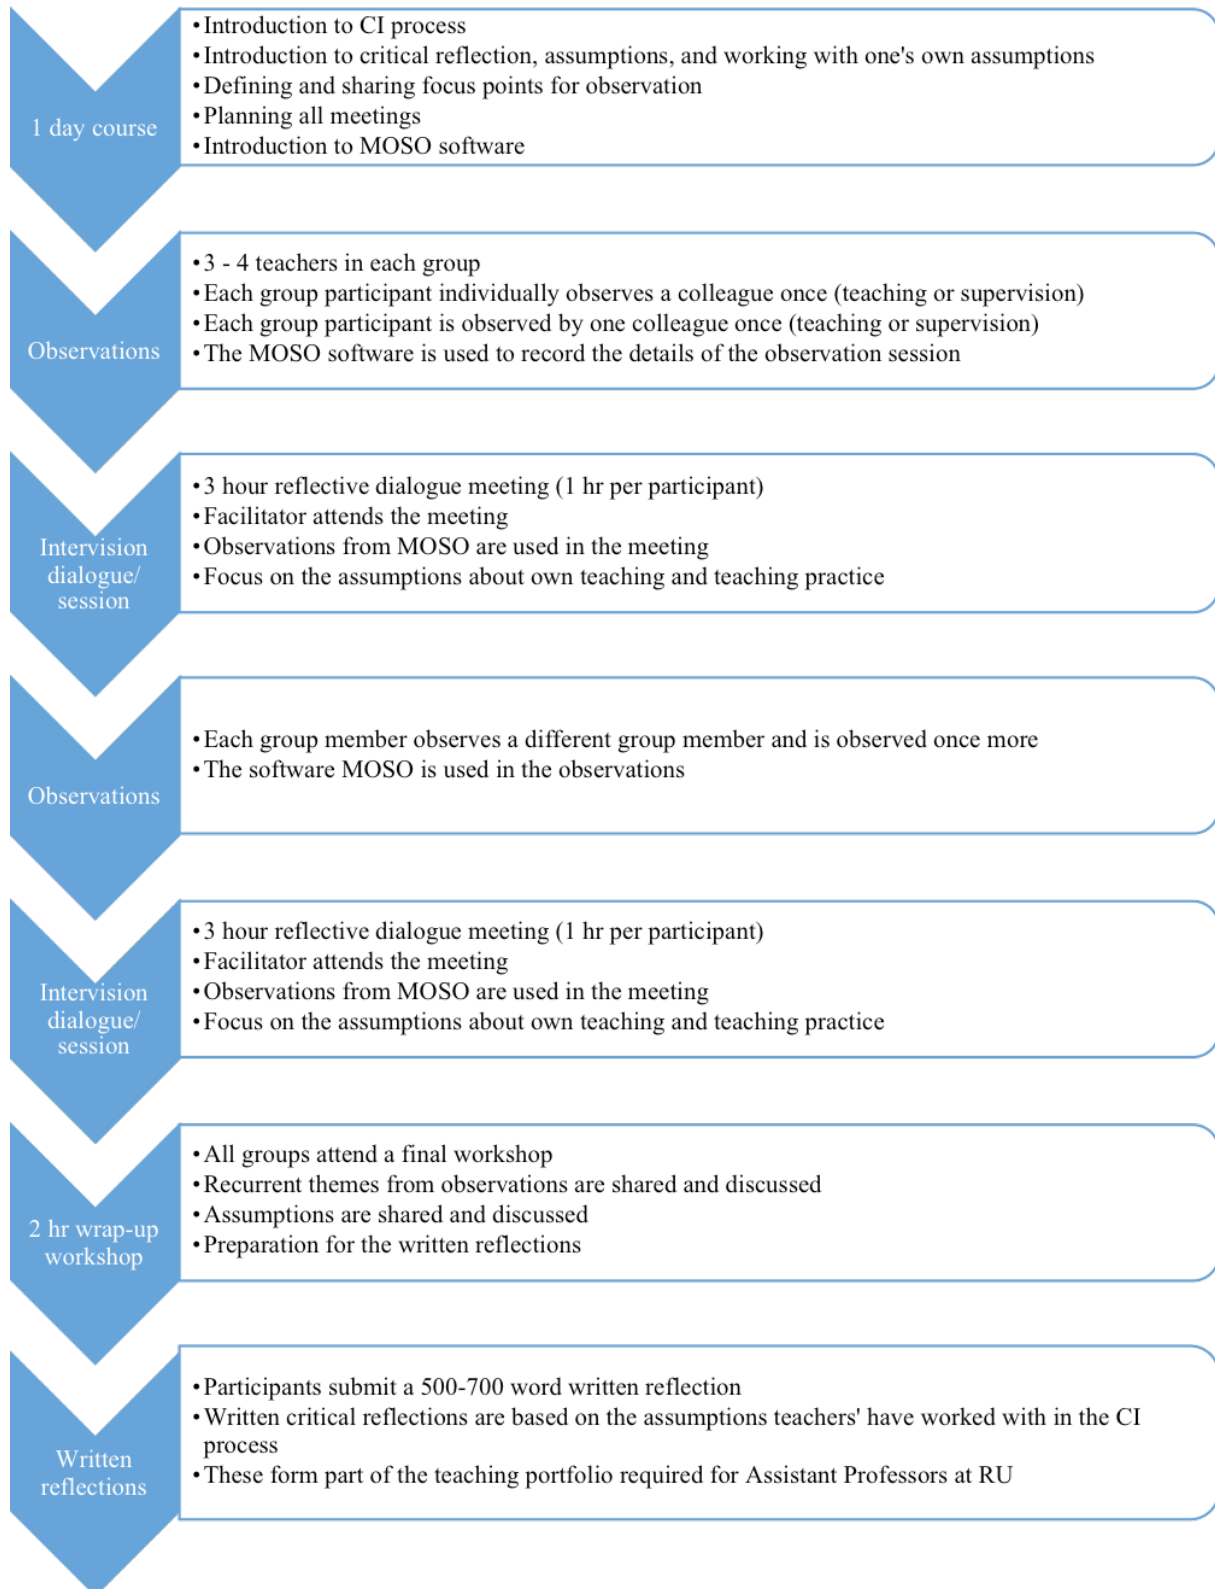 •Introduction to CI process
•Introduction to critical reflection, assumptions, and working with one's own assumptions
•Defining and sharing focus points for observation
•Planning all meetings
•Introduction to MOSO software
1 day course
•3 - 4 teachers in each group
•Each group participant individually observes a colleague once (teaching or supervision)
•Each group participant is observed by one colleague once (teaching or supervision)
•The MOSO software is used to record the details of the observation session
Observations
•3 hour reflective dialogue meeting (1 hr per participant)
•Facilitator attends the meeting
•Observations from MOSO are used in the meeting
•Focus on the assumptions about own teaching and teaching practice
Intervision
dialogue/
session
•Each group member observes a different group member and is observed once more
•The software MOSO is used in the observations
Observations
•3 hour reflective dialogue meeting (1 hr per participant)
•Facilitator attends the meeting
•Observations from MOSO are used in the meeting
•Focus on the assumptions about own teaching and teaching practice
Intervision
dialogue/
session
•All groups attend a final workshop
•Recurrent themes from observations are shared and discussed
•Assumptions are shared and discussed
•Preparation for the written reflections
2 hr wrap-up
workshop
•Participants submit a 500-700 word written reflection
•Written critical reflections are based on the assumptions teachers' have worked with in the CI
process
•These form part of the teaching portfolio required for Assistant Professors at RU
Written
reflections